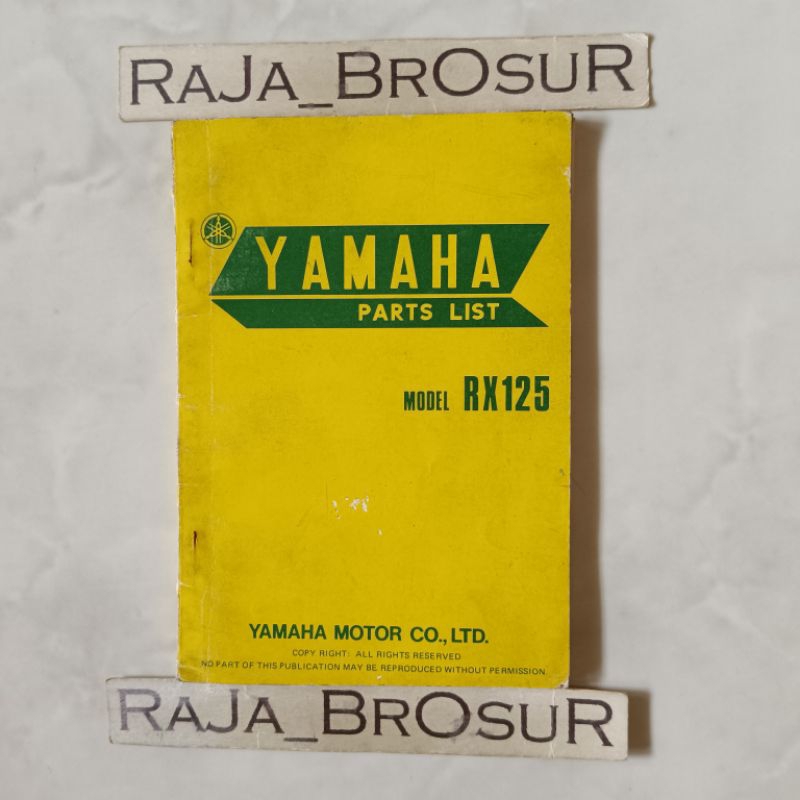 RAJA_BROSUR
YAMAHA
PARTS LIST
MODEL RX125
YAMAHA MOTOR CO., LTD.
COPY RIGHT: ALL RIGHTS RESERVED
NO PART OF THIS PUBLICATION MAY BE REPRODUCED WITHOUT PERMISSION.
RAJA_BROSUR